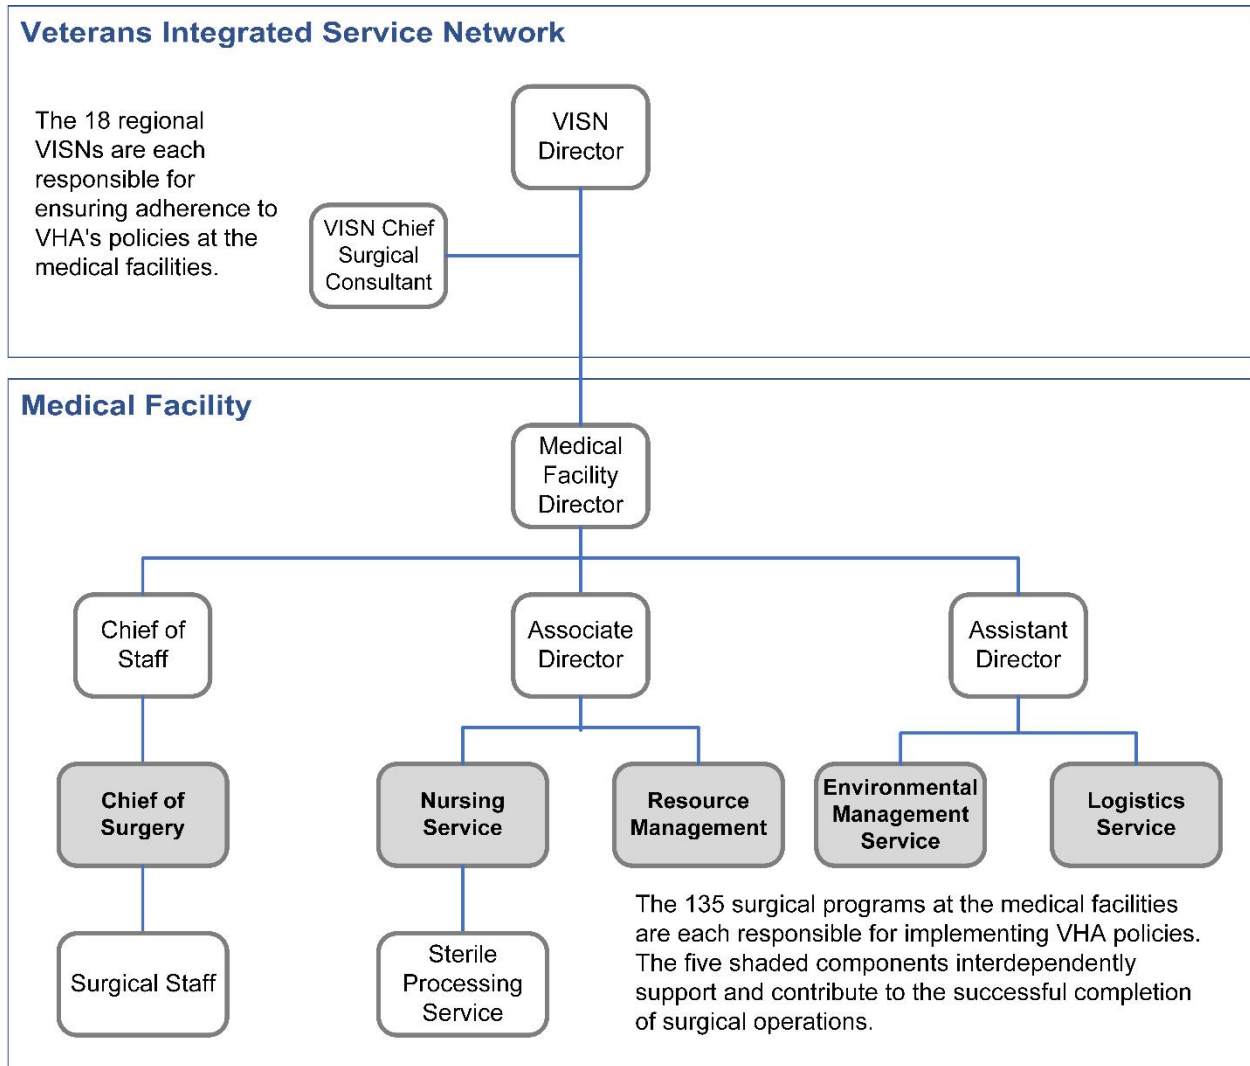 Veterans Integrated Service Network
The 18 regional
VISNs are each
responsible for
ensuring adherence to
VHA's policies at the
medical facilities.
VISN
Director
VISN Chief
Surgical
Consultant
Medical Facility
Medical
Facility
Director
Chief of
Staff
Associate
Director
Assistant
Director
Chief of
Surgery
Nursing
Service
Resource
Management
Environmental
Management
Service
Logistics
Service
Surgical Staff
Sterile
Processing
Service
The 135 surgical programs at the medical facilities
are each responsible for implementing VHA policies.
The five shaded components interdependently
support and contribute to the successful completion
of surgical operations.